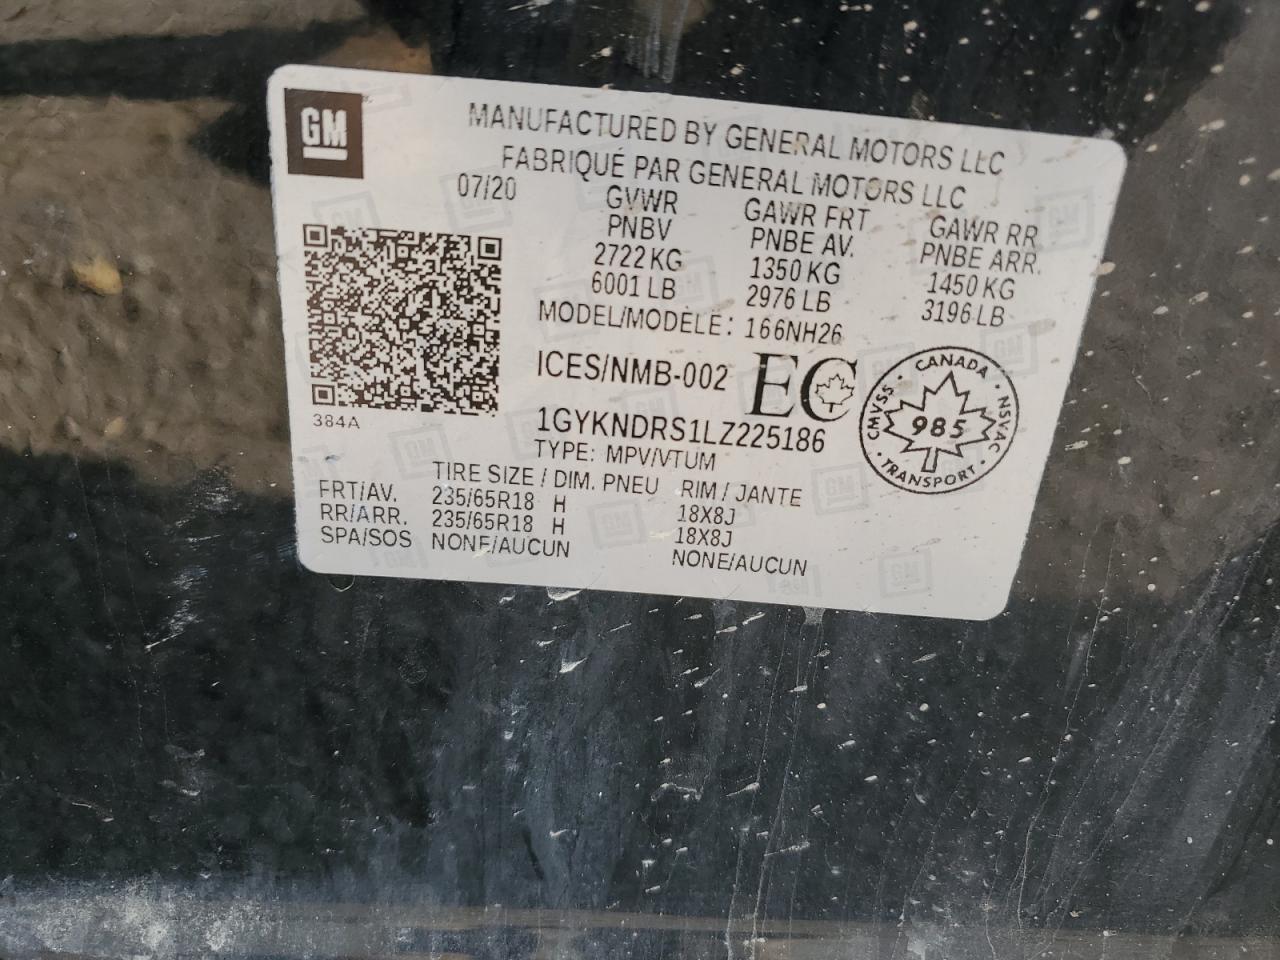 GM
MANUFACTURED BY GENERAL MOTORS LLC
FABRIQUÉ PAR GENERAL MOTORS LLC
07/20
GVWR GAWR FRT GAWR RR
PNBV PNBE AV. PNBE ARR.
2722 KG 1350 KG 1450 KG
6001 LB 2976 LB 3196 LB
MODEL/MODÈLE: 166NH26
ICES/NMB-002 EC
384A
1GYKNDRS1LZ225186
TYPE: MPV/VTUM
CANADA
CMVSS · NSVAC
985
TRANSPORT
TIRE SIZE / DIM. PNEU RIM / JANTE
FRT/AV. 235/65R18 H 18X8J
RR/ARR. 235/65R18 H 18X8J
SPA/SOS NONE/AUCUN NONE/AUCUN